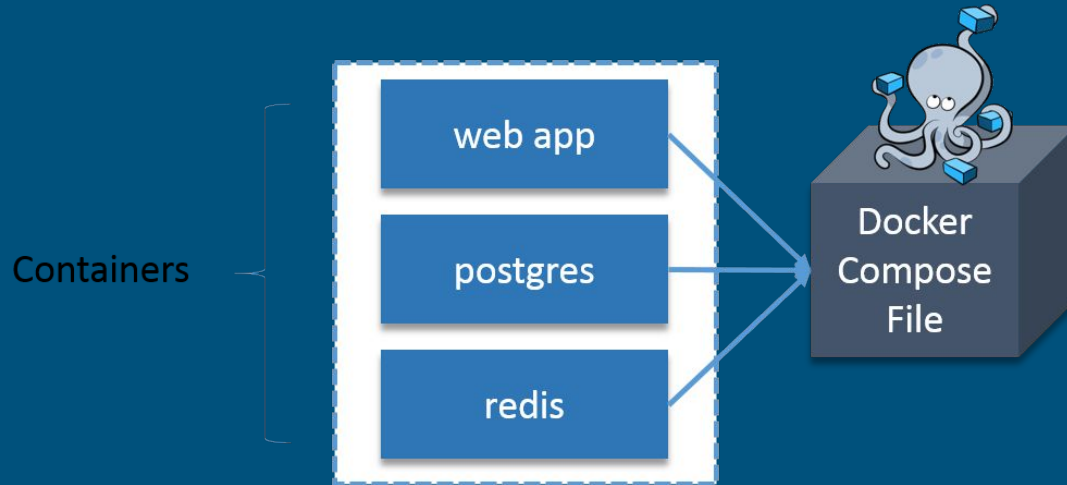 Containers
web app
postgres
redis
Docker
Compose
File